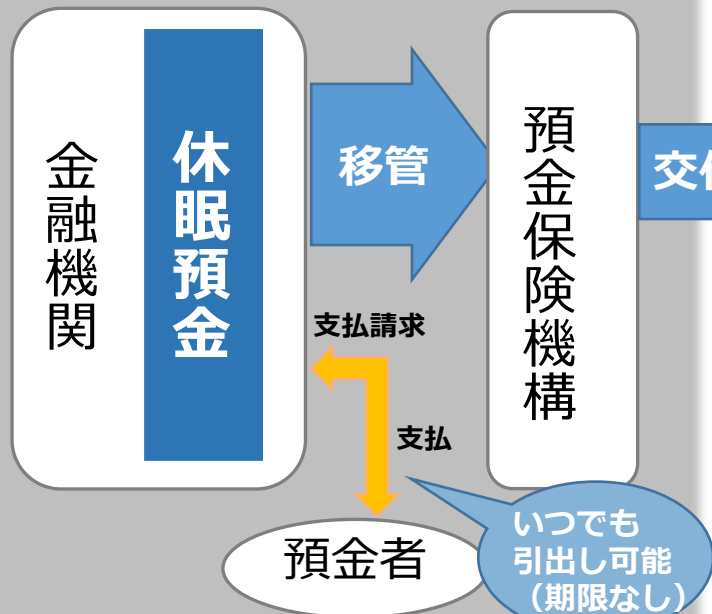 金融機関
休眠預金
移管
預金保険機構
交付
支払請求
支払
預金者
いつでも
引出し可能
（期限なし）